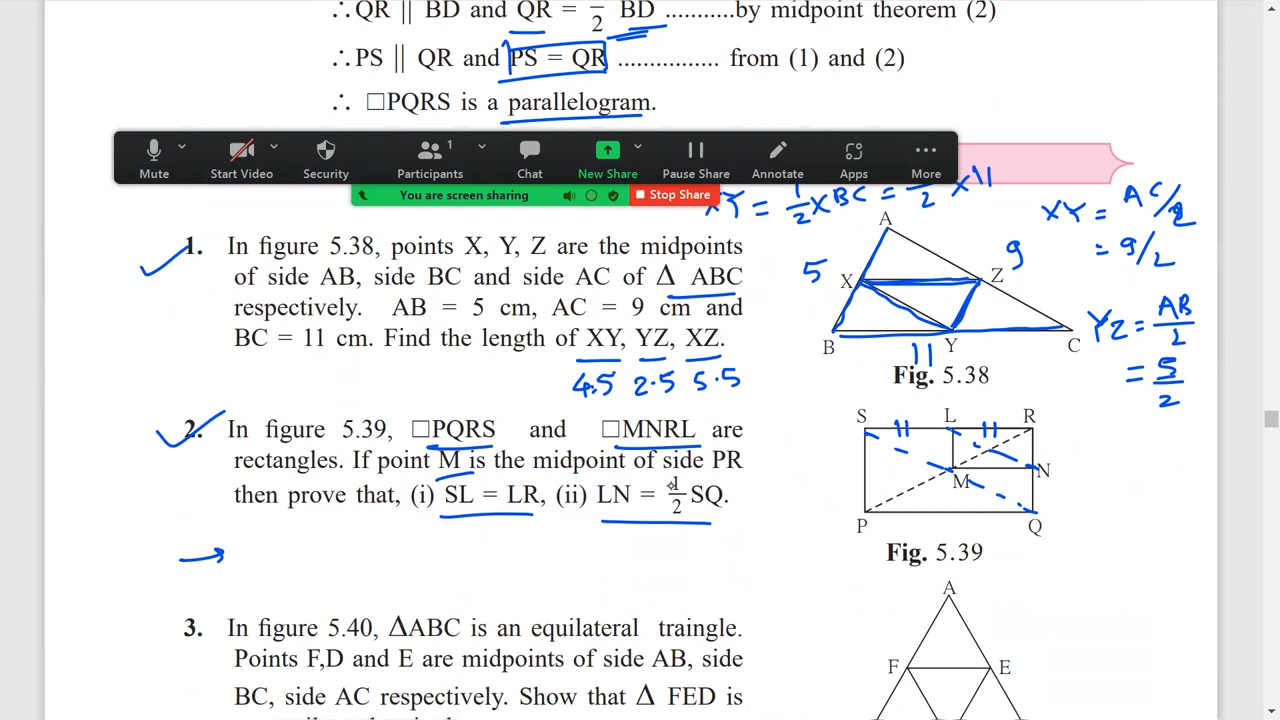 ∴QR || BD and QR = — 2 BD ...........by midpoint theorem (2)
∴PS || QR and PS = QR ................ from (1) and (2)
∴ □PQRS is a parallelogram.
Mute
Start Video
Security
Participants
1
Chat
New Share
Pause Share
Annotate
Apps
More
You are screen sharing
Stop Share
XY = 1/2 X BC = — 2 X 11
XY = AC/2
= 9/2
YZ = AB/2
= 5/2
1. In figure 5.38, points X, Y, Z are the midpoints
of side AB, side BC and side AC of Δ ABC
respectively. AB = 5 cm, AC = 9 cm and
BC = 11 cm. Find the length of XY, YZ, XZ.
4.5 2.5 5.5
A
5
9
X
Z
B
Y
C
11
Fig. 5.38
2. In figure 5.39, □PQRS and □MNRL are
rectangles. If point M is the midpoint of side PR
then prove that, (i) SL = LR, (ii) LN = 1/2 SQ.
S L R
M
N
P
Q
Fig. 5.39
3. In figure 5.40, ΔABC is an equilateral traingle.
Points F,D and E are midpoints of side AB, side
BC, side AC respectively. Show that Δ FED is
A
F
E